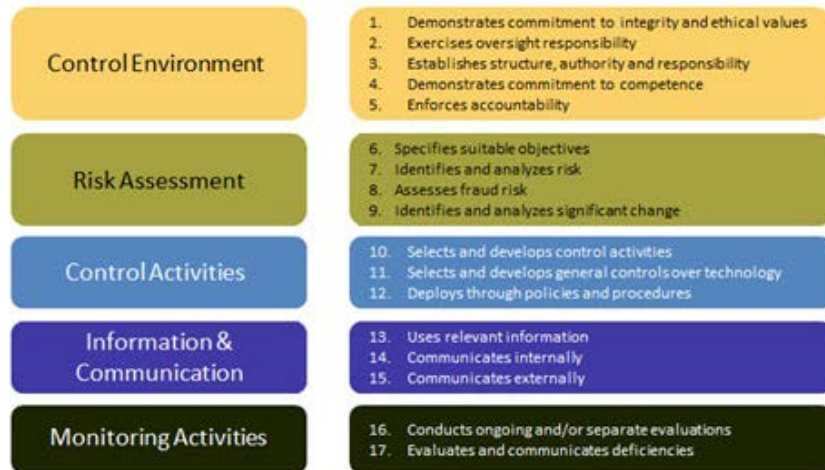 Control Environment
1. Demonstrates commitment to integrity and ethical values
2. Exercises oversight responsibility
3. Establishes structure, authority and responsibility
4. Demonstrates commitment to competence
5. Enforces accountability
Risk Assessment
6. Specifies suitable objectives
7. Identifies and analyzes risk
8. Assesses fraud risk
9. Identifies and analyzes significant change
Control Activities
10. Selects and develops control activities
11. Selects and develops general controls over technology
12. Deploys through policies and procedures
Information &
Communication
13. Uses relevant information
14. Communicates internally
15. Communicates externally
Monitoring Activities
16. Conducts ongoing and/or separate evaluations
17. Evaluates and communicates deficiencies